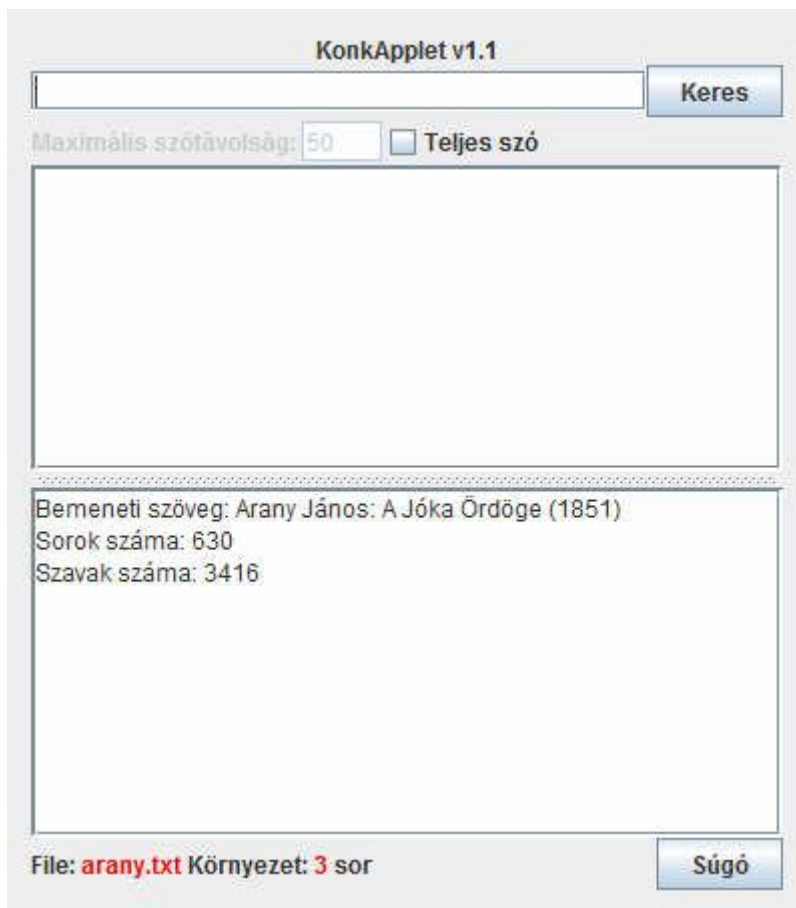 KonkApplet v1.1
Keres
Maximális szótávolság: 50 Teljes szó
Bemeneti szöveg: Arany János: A Jóka Ördöge (1851)
Sorok száma: 630
Szavak száma: 3416
File: arany.txt Környezet: 3 sor
Súgó